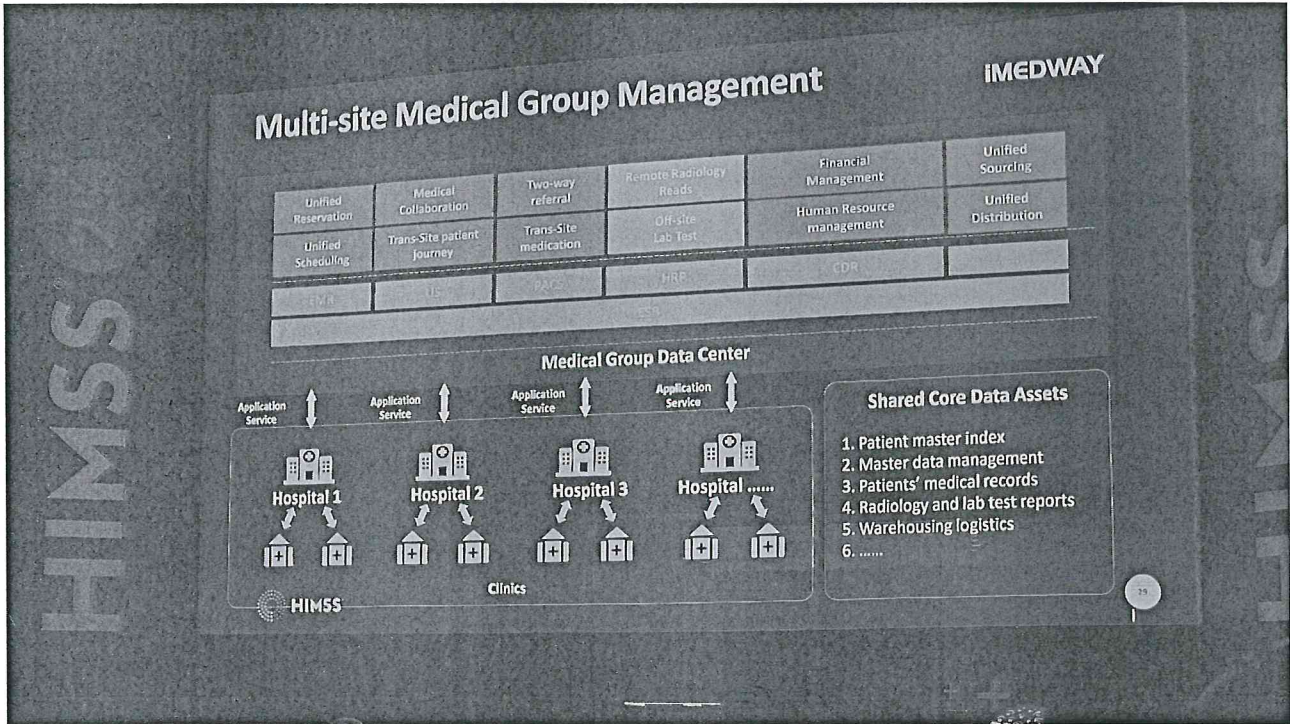 iMEDWAY
Multi-site Medical Group Management
Unified
Reservation
Medical
Collaboration
Two-way
referral
Remote Radiology
Reads
Financial
Management
Unified
Sourcing
Unified
Scheduling
Trans-Site patient
journey
Trans-Site
medication
Off-site
Lab Test
Human Resource
management
Unified
Distribution
EMR
LIS
PACS
HRP
CDR
Medical Group Data Center
Application
Service
Application
Service
Application
Service
Application
Service
Hospital 1
Hospital 2
Hospital 3
Hospital ......
Clinics
Shared Core Data Assets
1. Patient master index
2. Master data management
3. Patients' medical records
4. Radiology and lab test reports
5. Warehousing logistics
6. ......
HIMSS
19
HIMSS
HIMSS